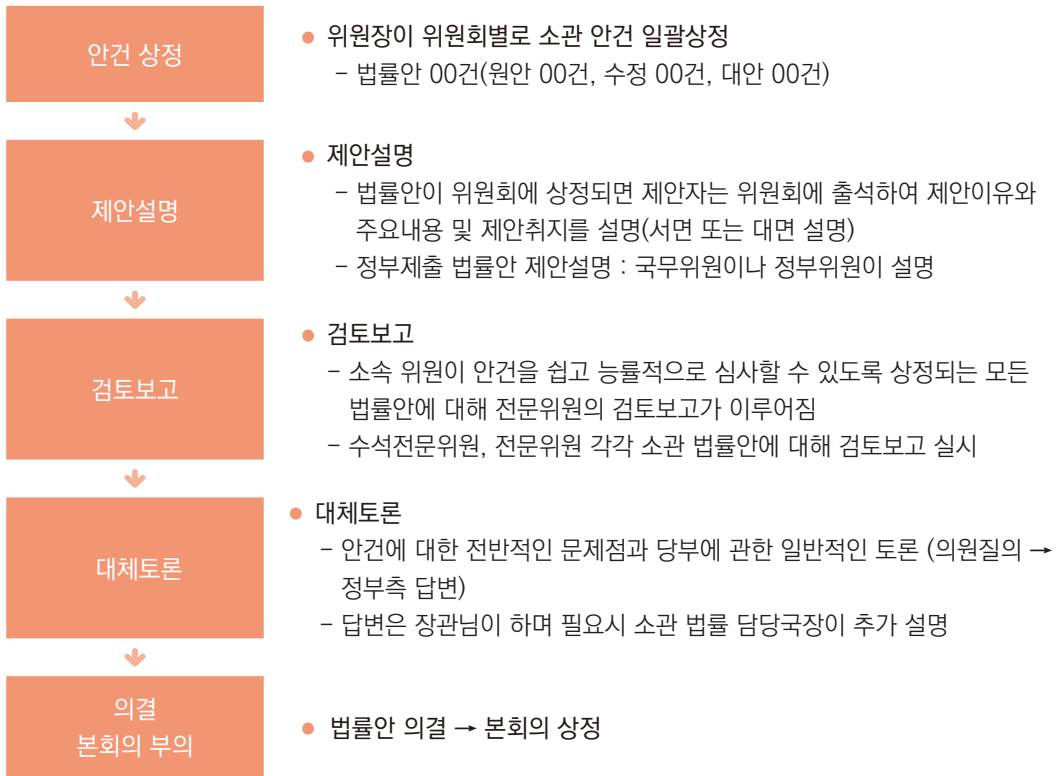 안건 상정
● 위원장이 위원회별로 소관 안건 일괄상정
– 법률안 00건(원안 00건, 수정 00건, 대안 00건)
제안설명
● 제안설명
– 법률안이 위원회에 상정되면 제안자는 위원회에 출석하여 제안이유와
주요내용 및 제안취지를 설명(서면 또는 대면 설명)
– 정부제출 법률안 제안설명 : 국무위원이나 정부위원이 설명
검토보고
● 검토보고
– 소속 위원이 안건을 쉽고 능률적으로 심사할 수 있도록 상정되는 모든
법률안에 대해 전문위원의 검토보고가 이루어짐
– 수석전문위원, 전문위원 각각 소관 법률안에 대해 검토보고 실시
대체토론
● 대체토론
– 안건에 대한 전반적인 문제점과 당부에 관한 일반적인 토론 (의원질의 →
정부측 답변)
– 답변은 장관님이 하며 필요시 소관 법률 담당국장이 추가 설명
의결
본회의 부의
● 법률안 의결 → 본회의 상정